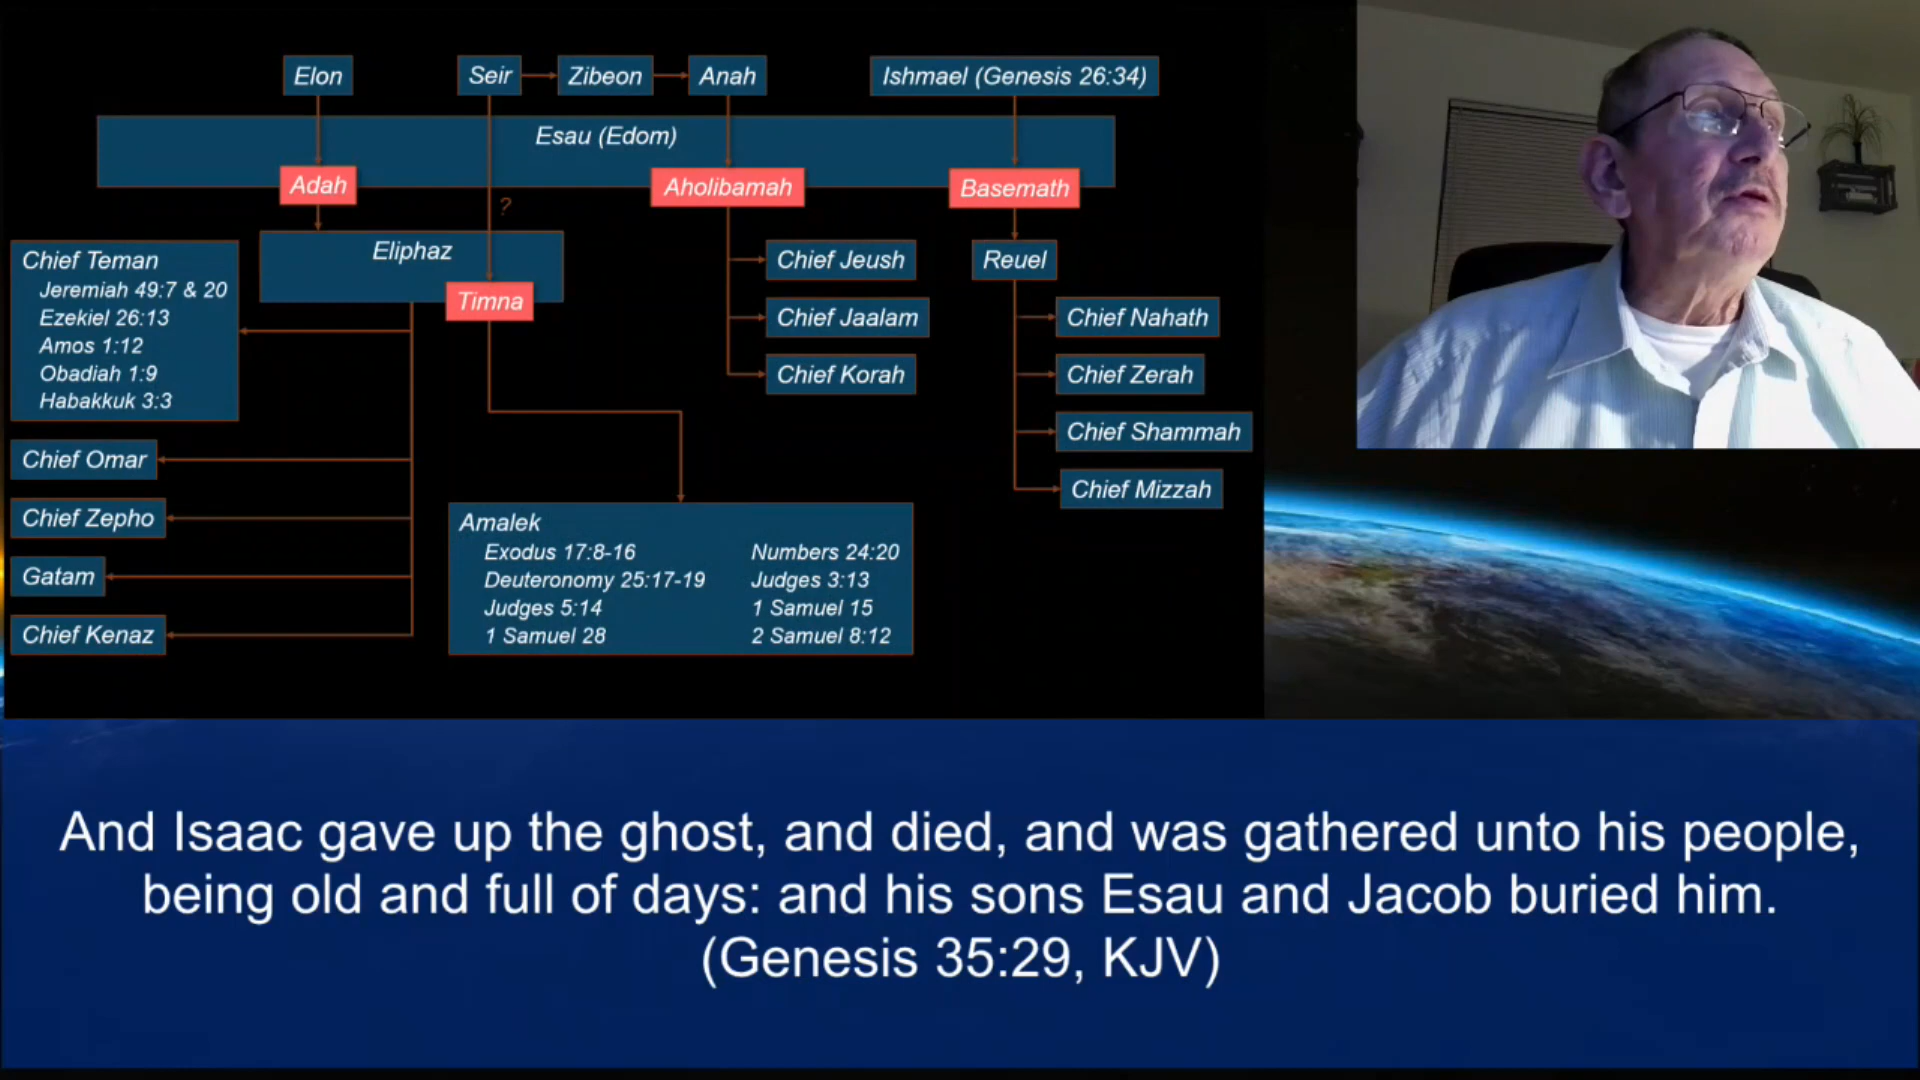 Elon
Seir
Zibeon
Anah
Ishmael (Genesis 26:34)
Esau (Edom)
Adah
Aholibamah
Basemath
?
Eliphaz
Timna
Chief Teman
Jeremiah 49:7 & 20
Ezekiel 26:13
Amos 1:12
Obadiah 1:9
Habakkuk 3:3
Chief Omar
Chief Zepho
Gatam
Chief Kenaz
Chief Jeush
Chief Jaalam
Chief Korah
Reuel
Chief Nahath
Chief Zerah
Chief Shammah
Chief Mizzah
Amalek
Exodus 17:8-16 Numbers 24:20
Deuteronomy 25:17-19 Judges 3:13
Judges 5:14 1 Samuel 15
1 Samuel 28 2 Samuel 8:12
And Isaac gave up the ghost, and died, and was gathered unto his people,
being old and full of days: and his sons Esau and Jacob buried him.
(Genesis 35:29, KJV)